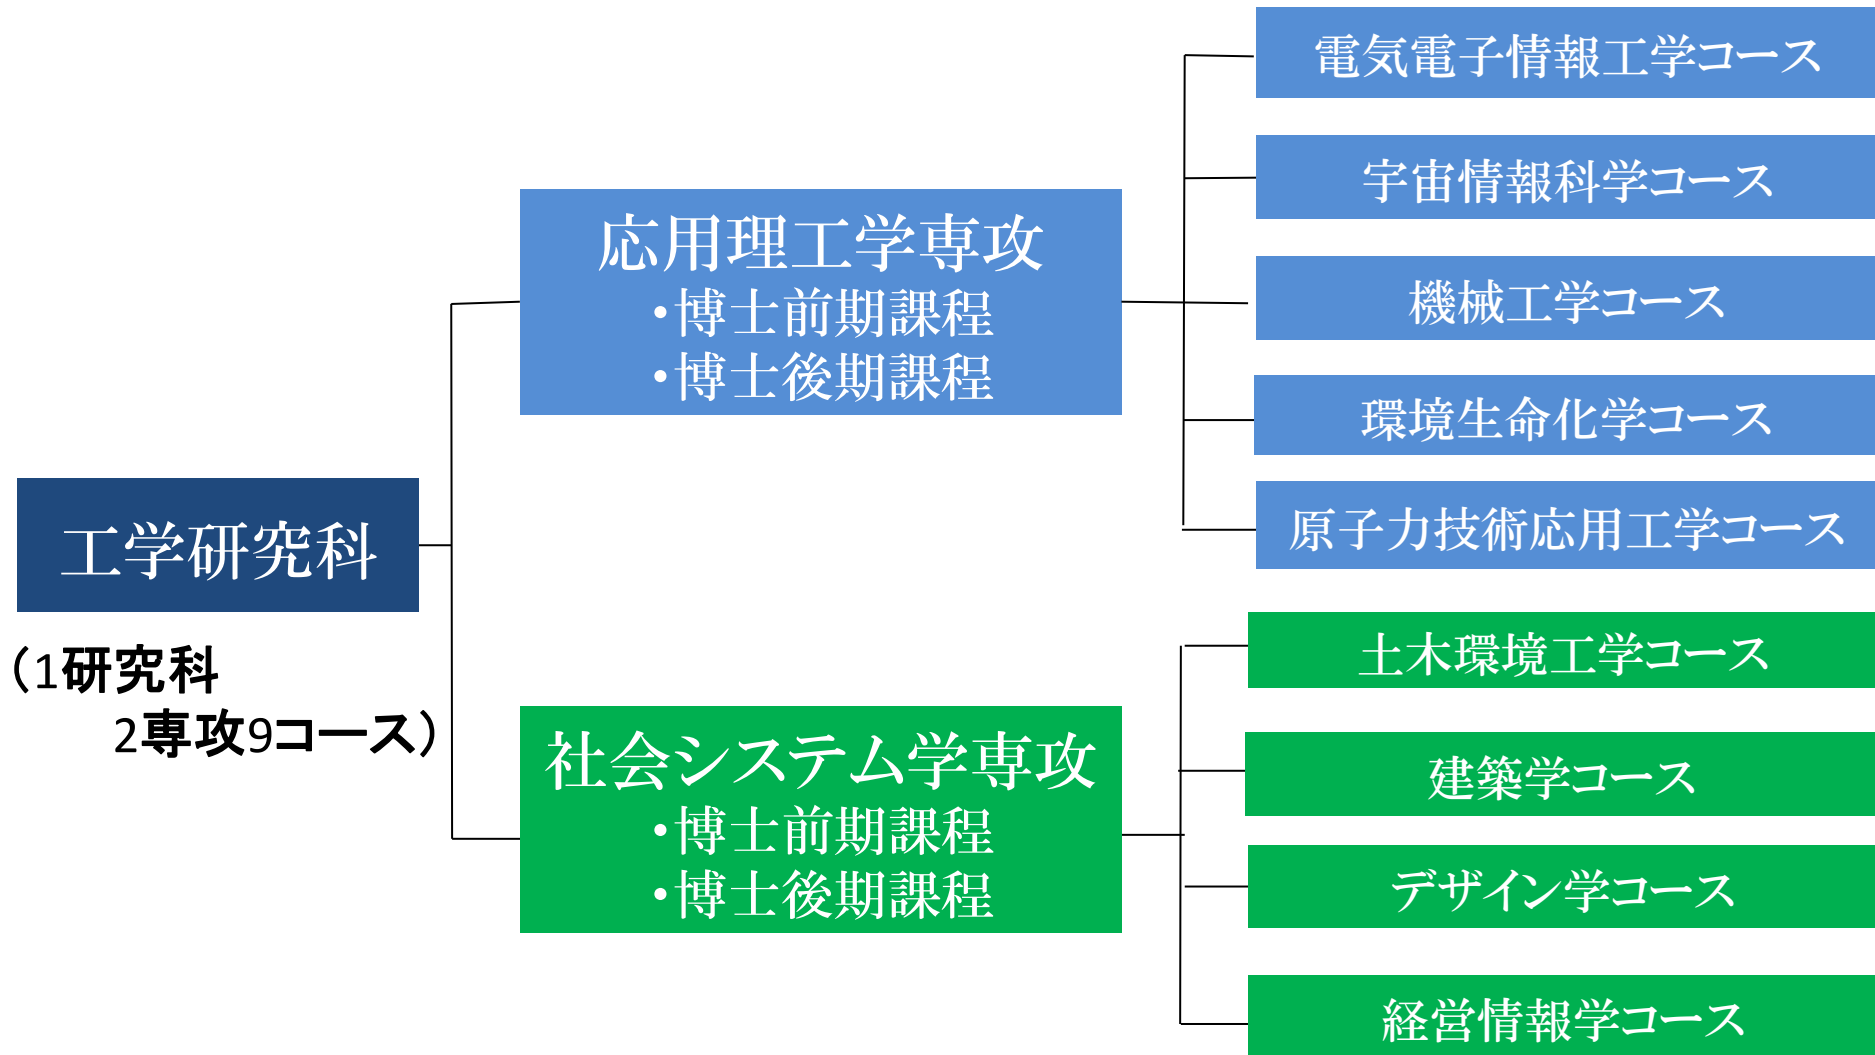 工学研究科
（1研究科
2専攻9コース）
応用理工学専攻
・博士前期課程
・博士後期課程
電気電子情報工学コース
宇宙情報科学コース
機械工学コース
環境生命化学コース
原子力技術応用工学コース
社会システム学専攻
・博士前期課程
・博士後期課程
土木環境工学コース
建築学コース
デザイン学コース
経営情報学コース